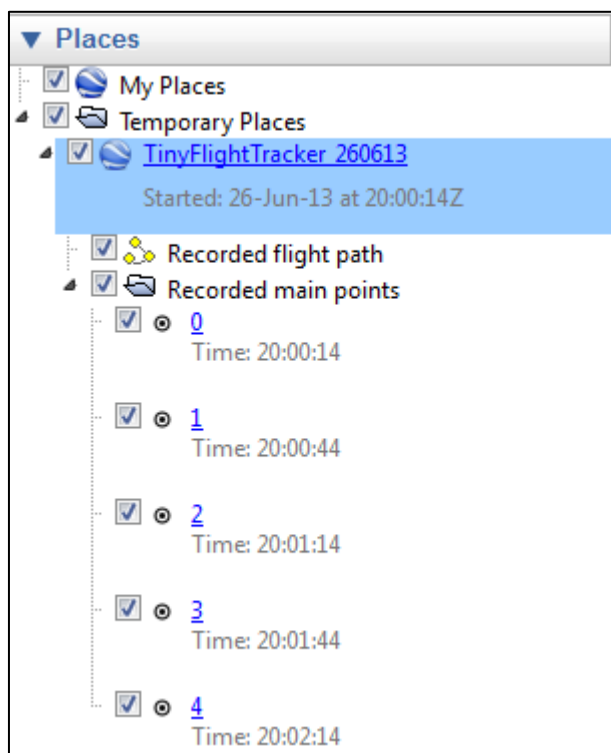 Places
My Places
Temporary Places
TinyFlightTracker 260613
Started: 26-Jun-13 at 20:00:14Z
Recorded flight path
Recorded main points
0
Time: 20:00:14
1
Time: 20:00:44
2
Time: 20:01:14
3
Time: 20:01:44
4
Time: 20:02:14